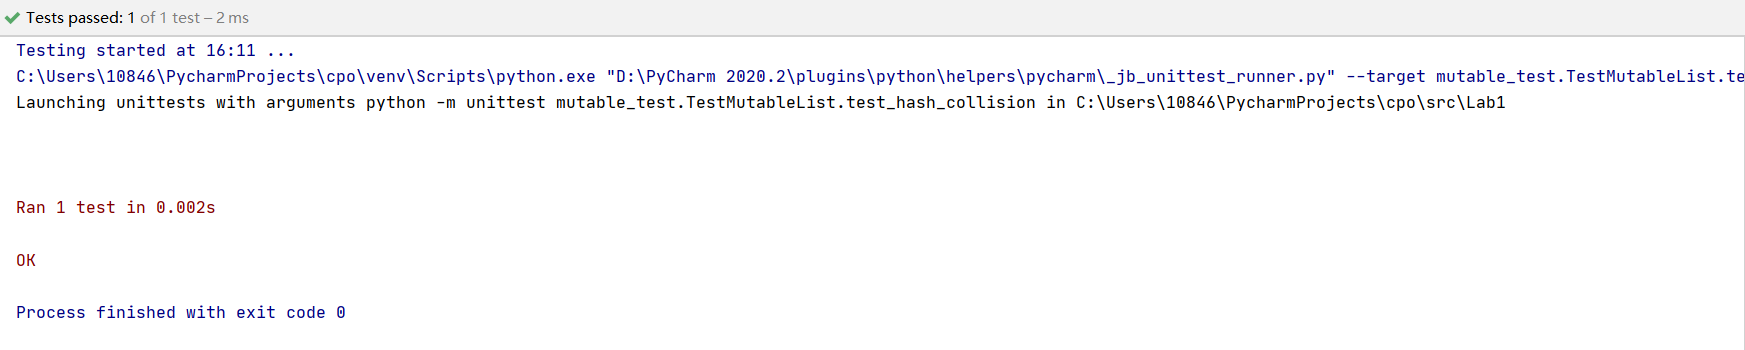 Tests passed: 1 of 1 test – 2 ms
Testing started at 16:11 ...
C:\Users\10846\PycharmProjects\cpo\venv\Scripts\python.exe "D:\PyCharm 2020.2\plugins\python\helpers\pycharm\_jb_unittest_runner.py" --target mutable_test.TestMutableList.te
Launching unittests with arguments python -m unittest mutable_test.TestMutableList.test_hash_collision in C:\Users\10846\PycharmProjects\cpo\src\Lab1
Ran 1 test in 0.002s
OK
Process finished with exit code 0